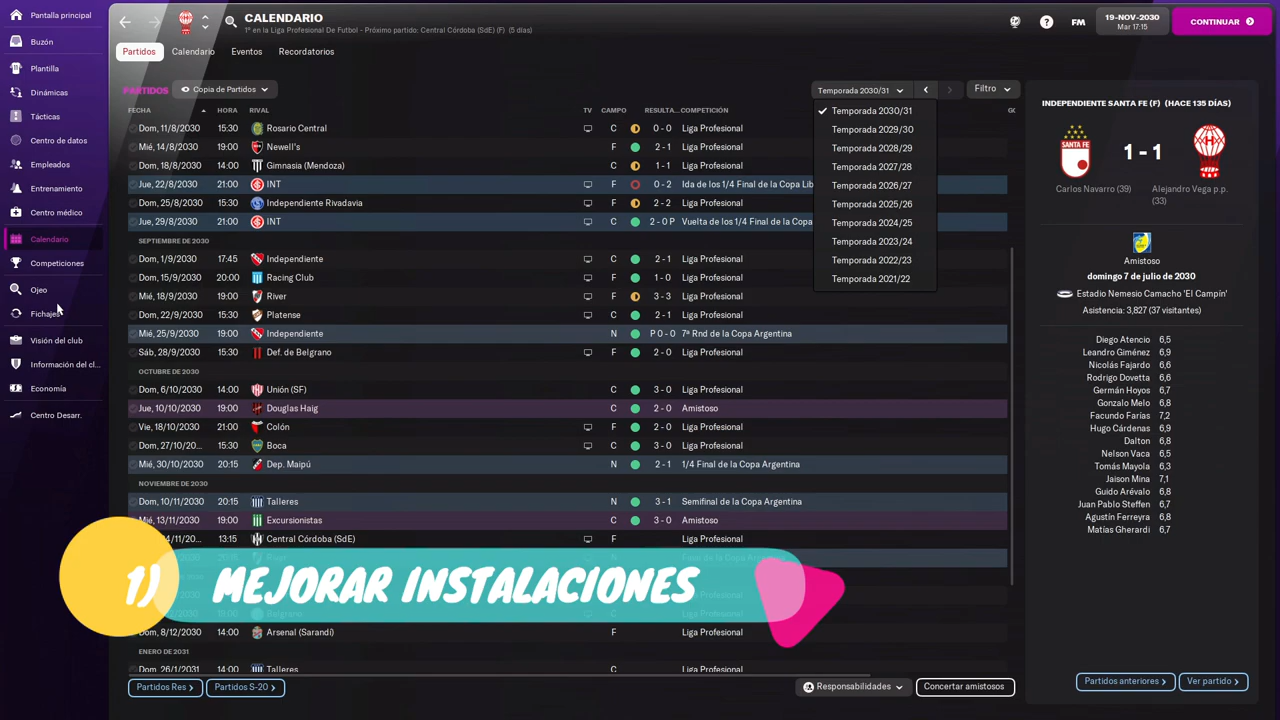 Pantalla principal
Buzón
Plantilla
Dinámicas
Tácticas
Centro de datos
Empleados
Entrenamiento
Centro médico
Calendario
Competiciones
Ojeo
Fichajes
Visión del club
Información del cl...
Economía
Centro Desarr.
CALENDARIO
1º en la Liga Profesional De Futbol - Próximo partido: Central Córdoba (SdE) (F) (5 días)
FM
19-NOV-2030
Mar 17:15
CONTINUAR
Partidos Calendario Eventos Recordatorios
PARTIDOS Copia de Partidos Temporada 2030/31 Filtro
FECHA HORA RIVAL TV CAMPO RESULTA... COMPETICIÓN
Temporada 2030/31
Temporada 2029/30
Temporada 2028/29
Temporada 2027/28
Temporada 2026/27
Temporada 2025/26
Temporada 2024/25
Temporada 2023/24
Temporada 2022/23
Temporada 2021/22
Dom, 11/8/2030 15:30 Rosario Central C 0 - 0 Liga Profesional
Mié, 14/8/2030 19:00 Newell's F 2 - 1 Liga Profesional
Dom, 18/8/2030 14:00 Gimnasia (Mendoza) C 1 - 1 Liga Profesional
Jue, 22/8/2030 21:00 INT F 0 - 2 Ida de los 1/4 Final de la Copa Lib
Dom, 25/8/2030 15:30 Independiente Rivadavia F 2 - 2 Liga Profesional
Jue, 29/8/2030 21:00 INT C 2 - 0 P Vuelta de los 1/4 Final de la Copa
SEPTIEMBRE DE 2030
Dom, 1/9/2030 17:45 Independiente C 2 - 1 Liga Profesional
Dom, 15/9/2030 20:00 Racing Club C 1 - 0 Liga Profesional
Mié, 18/9/2030 19:00 River F 3 - 3 Liga Profesional
Dom, 22/9/2030 15:30 Platense C 2 - 1 Liga Profesional
Mié, 25/9/2030 19:00 Independiente N P 0 - 0 7ª Rnd de la Copa Argentina
Sáb, 28/9/2030 15:30 Def. de Belgrano F 2 - 0 Liga Profesional
OCTUBRE DE 2030
Dom, 6/10/2030 14:00 Unión (SF) C 3 - 0 Liga Profesional
Jue, 10/10/2030 19:00 Douglas Haig C 2 - 0 Amistoso
Vie, 18/10/2030 21:00 Colón F 2 - 0 Liga Profesional
Dom, 27/10/20... 15:30 Boca C 3 - 0 Liga Profesional
Mié, 30/10/2030 20:15 Dep. Maipú N 2 - 1 1/4 Final de la Copa Argentina
NOVIEMBRE DE 2030
Dom, 10/11/2030 20:15 Talleres N 3 - 1 Semifinal de la Copa Argentina
Mié, 13/11/2030 19:00 Excursionistas C 3 - 0 Amistoso
13:15 Central Córdoba (SdE) F Liga Profesional
1) MEJORAR INSTALACIONES
Dom, 8/12/2030 14:00 Arsenal (Sarandí) F Liga Profesional
ENERO DE 2031
Dom, 26/1/2031 14:00 Talleres C Liga Profesional
Partidos Res Partidos S-20 Responsabilidades Concertar amistosos
INDEPENDIENTE SANTA FE (F) (HACE 135 DÍAS)
SANTA FE
1 - 1
Carlos Navarro (39) Alejandro Vega p.p.
(33)
Amistoso
domingo 7 de julio de 2030
Estadio Nemesio Camacho 'El Campín'
Asistencia: 3,827 (37 visitantes)
Diego Atencio 6,5
Leandro Giménez 6,9
Nicolás Fajardo 6,6
Rodrigo Dovetta 6,6
Germán Hoyos 6,7
Gonzalo Melo 6,8
Facundo Farías 7,2
Hugo Cárdenas 6,9
Dalton 6,8
Nelson Vaca 6,5
Tomás Mayola 6,3
Jaison Mina 7,1
Guido Arévalo 6,8
Juan Pablo Steffen 6,7
Agustín Ferreyra 6,8
Matías Gherardi 6,7
Partidos anteriores Ver partido